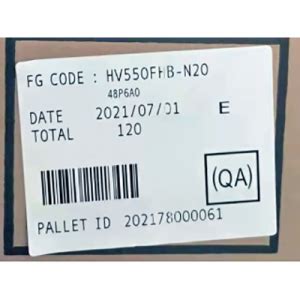 FG CODE : HV550FHB-N20
48P6A0
DATE 2021/07/01 E
TOTAL 120
(QA)
PALLET ID 202178000061